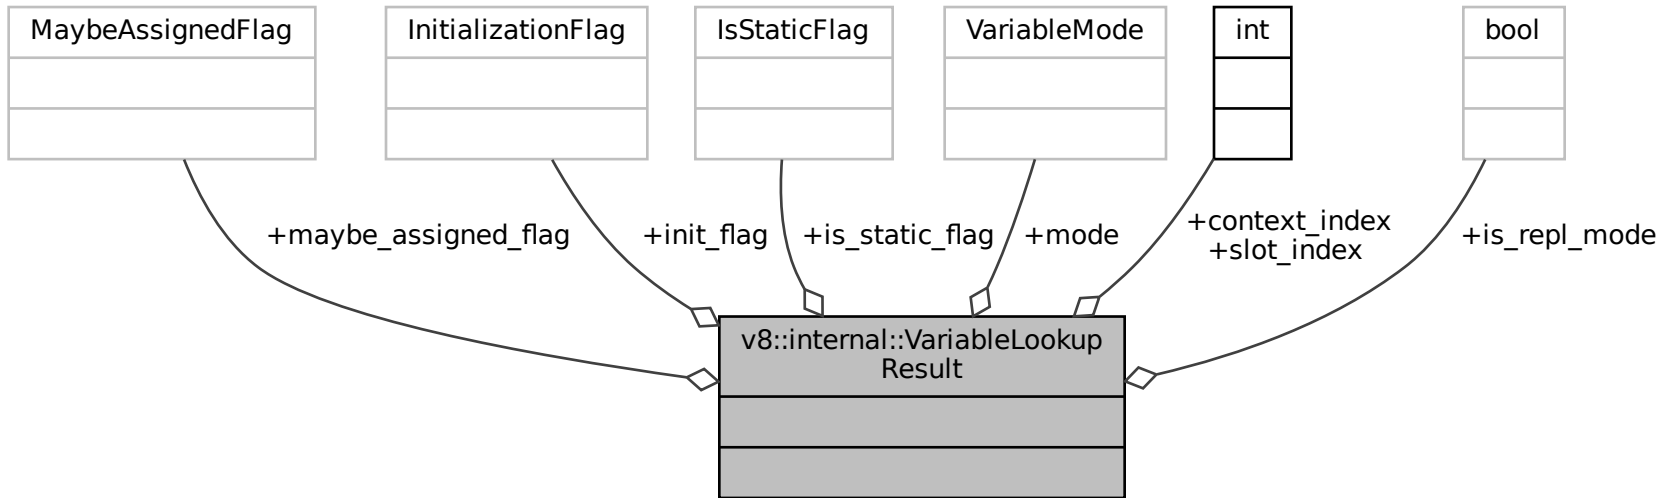 MaybeAssignedFlag
InitializationFlag
IsStaticFlag
VariableMode
int
bool
+maybe_assigned_flag
+init_flag
+is_static_flag
+mode
+context_index
+slot_index
+is_repl_mode
v8::internal::VariableLookup
Result